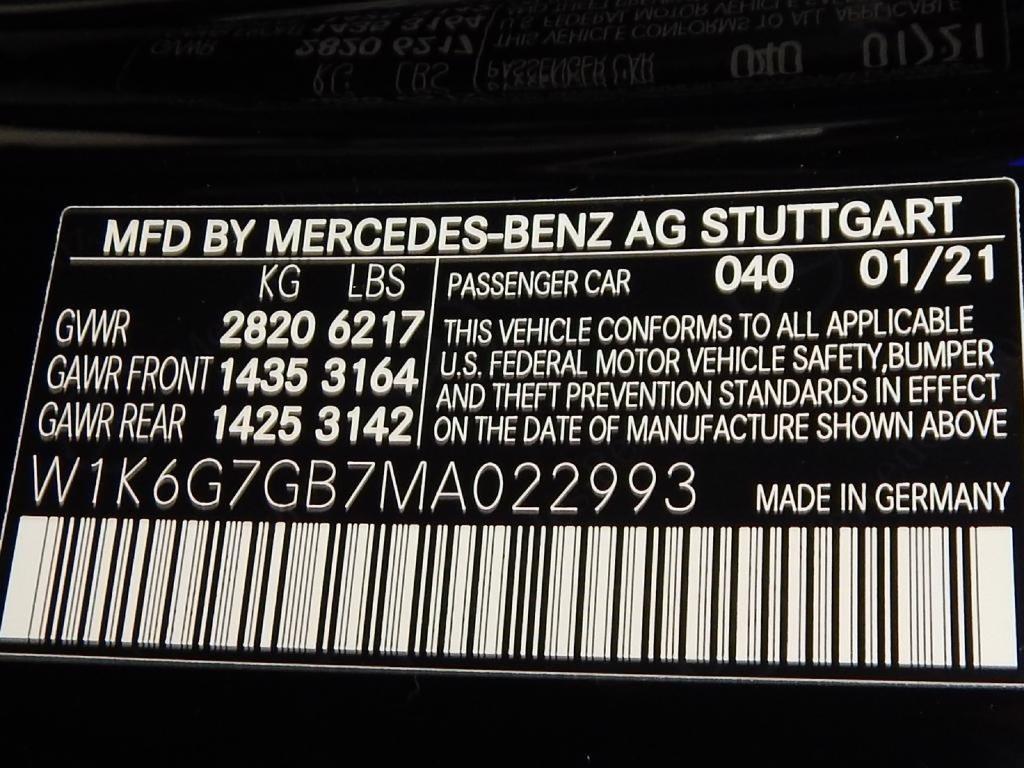 MFD BY MERCEDES-BENZ AG STUTTGART
KG LBS
GVWR 2820 6217
GAWR FRONT 1435 3164
GAWR REAR 1425 3142
PASSENGER CAR 040 01/21
THIS VEHICLE CONFORMS TO ALL APPLICABLE
U.S. FEDERAL MOTOR VEHICLE SAFETY,BUMPER
AND THEFT PREVENTION STANDARDS IN EFFECT
ON THE DATE OF MANUFACTURE SHOWN ABOVE
W1K6G7GB7MA022993
MADE IN GERMANY